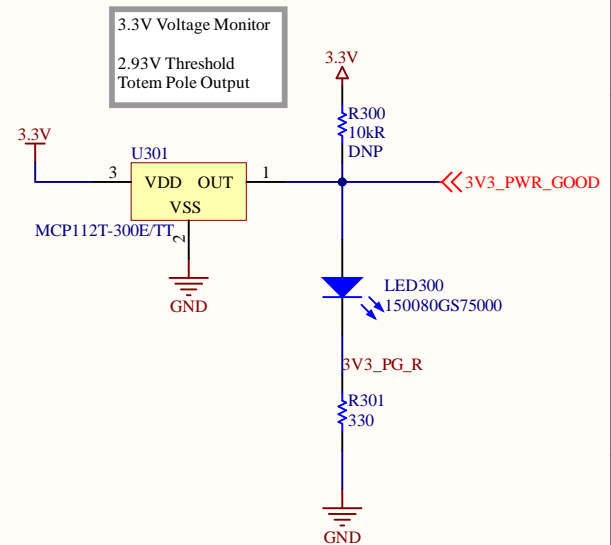 3.3V Voltage Monitor
2.93V Threshold
Totem Pole Output
3.3V
R300
10kR
DNP
3.3V
U301
3
VDD
OUT
1
VSS
MCP112T-300E/TT
2
GND
3V3_PWR_GOOD
LED300
150080GS75000
3V3_PG_R
R301
330
GND